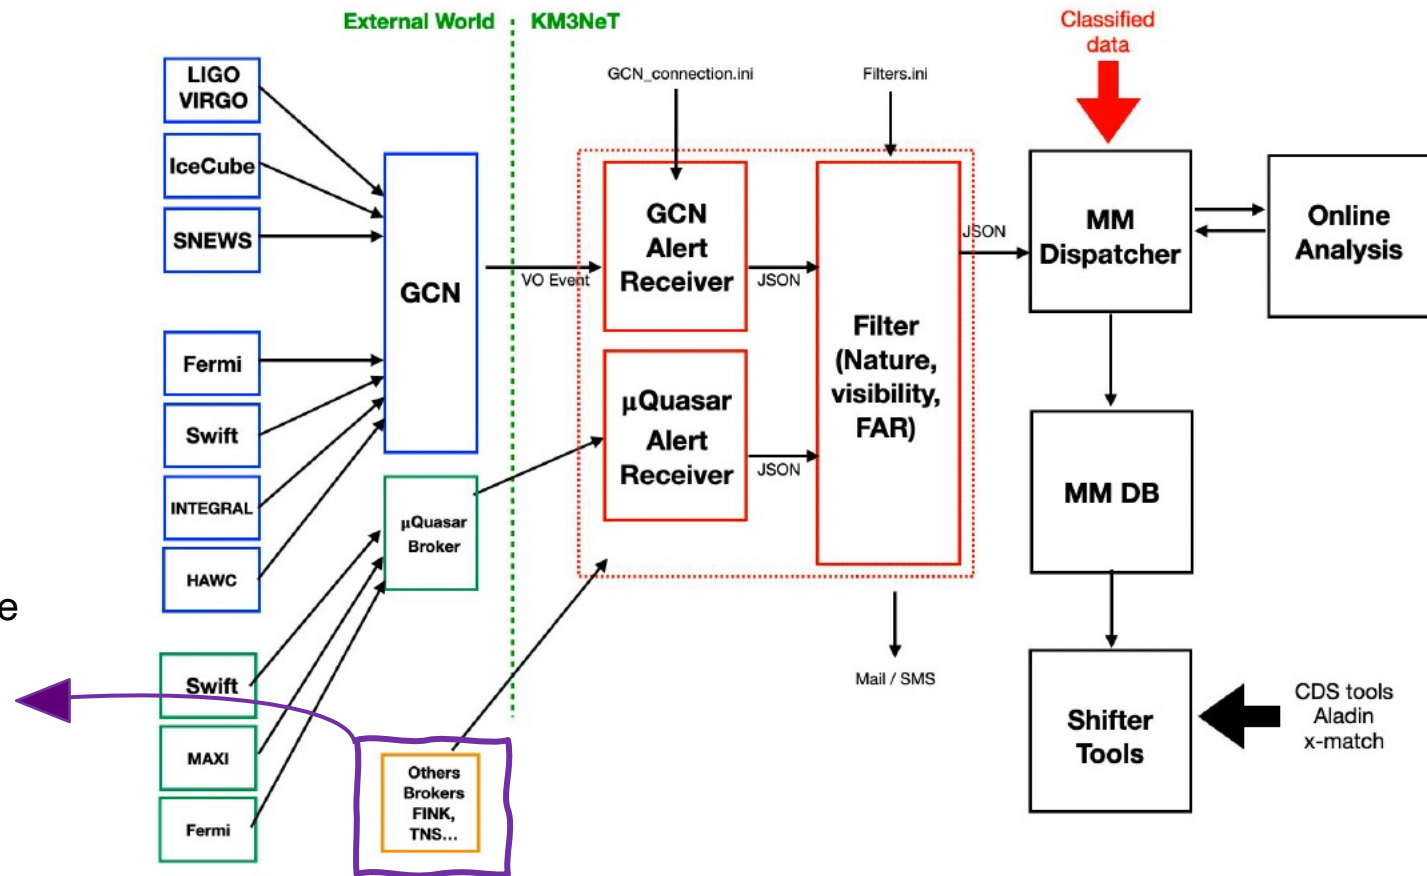 External World
KM3NeT
Classified
data
LIGO
VIRGO
GCN_connection.ini
Filters.ini
IceCube
SNEWS
GCN
VO Event
GCN
Alert
Receiver
JSON
Filter
(Nature,
visibility,
FAR)
JSON
MM
Dispatcher
Online
Analysis
Fermi
Swift
INTEGRAL
HAWC
µQuasar
Broker
µQuasar
Alert
Receiver
JSON
MM DB
e
Swift
MAXI
Fermi
Others
Brokers
FINK,
TNS...
Mail / SMS
Shifter
Tools
CDS tools
Aladin
x-match